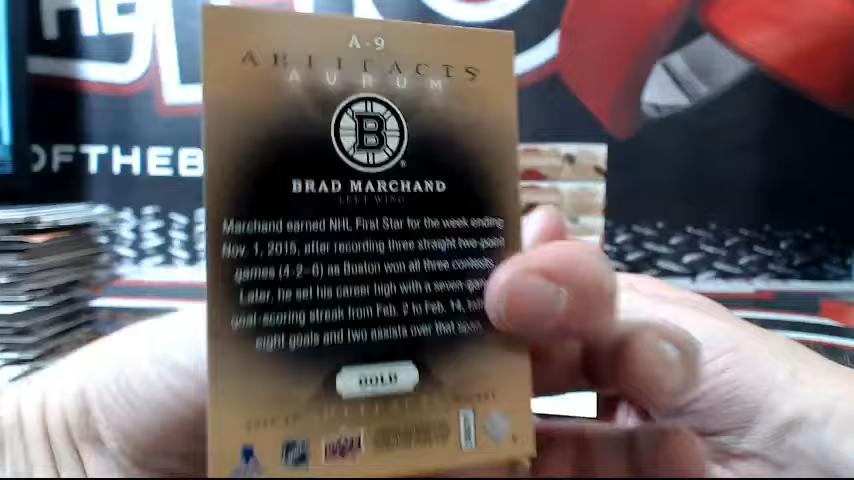 OFTHEB
A-9
ARTIFACTS
AURUM
B
BRAD MARCHAND
LEFT WING
Marchand earned NHL First Star for the week ending
Nov. 1, 2015, after recording three straight two-point
games (4-2–6) as Boston won all three contests.
Later, he set his career high with a seven-game
goal-scoring streak from Feb. 2 to Feb. 14,
eight goals and two assists over that
GOLD
ARTIFACTS HOCKEY